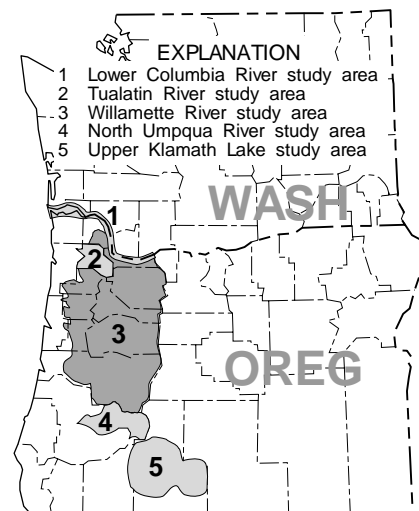 EXPLANATION
1 Lower Columbia River study area
2 Tualatin River study area
3 Willamette River study area
4 North Umpqua River study area
5 Upper Klamath Lake study area
WASH
1
2
3
OREG
4
5